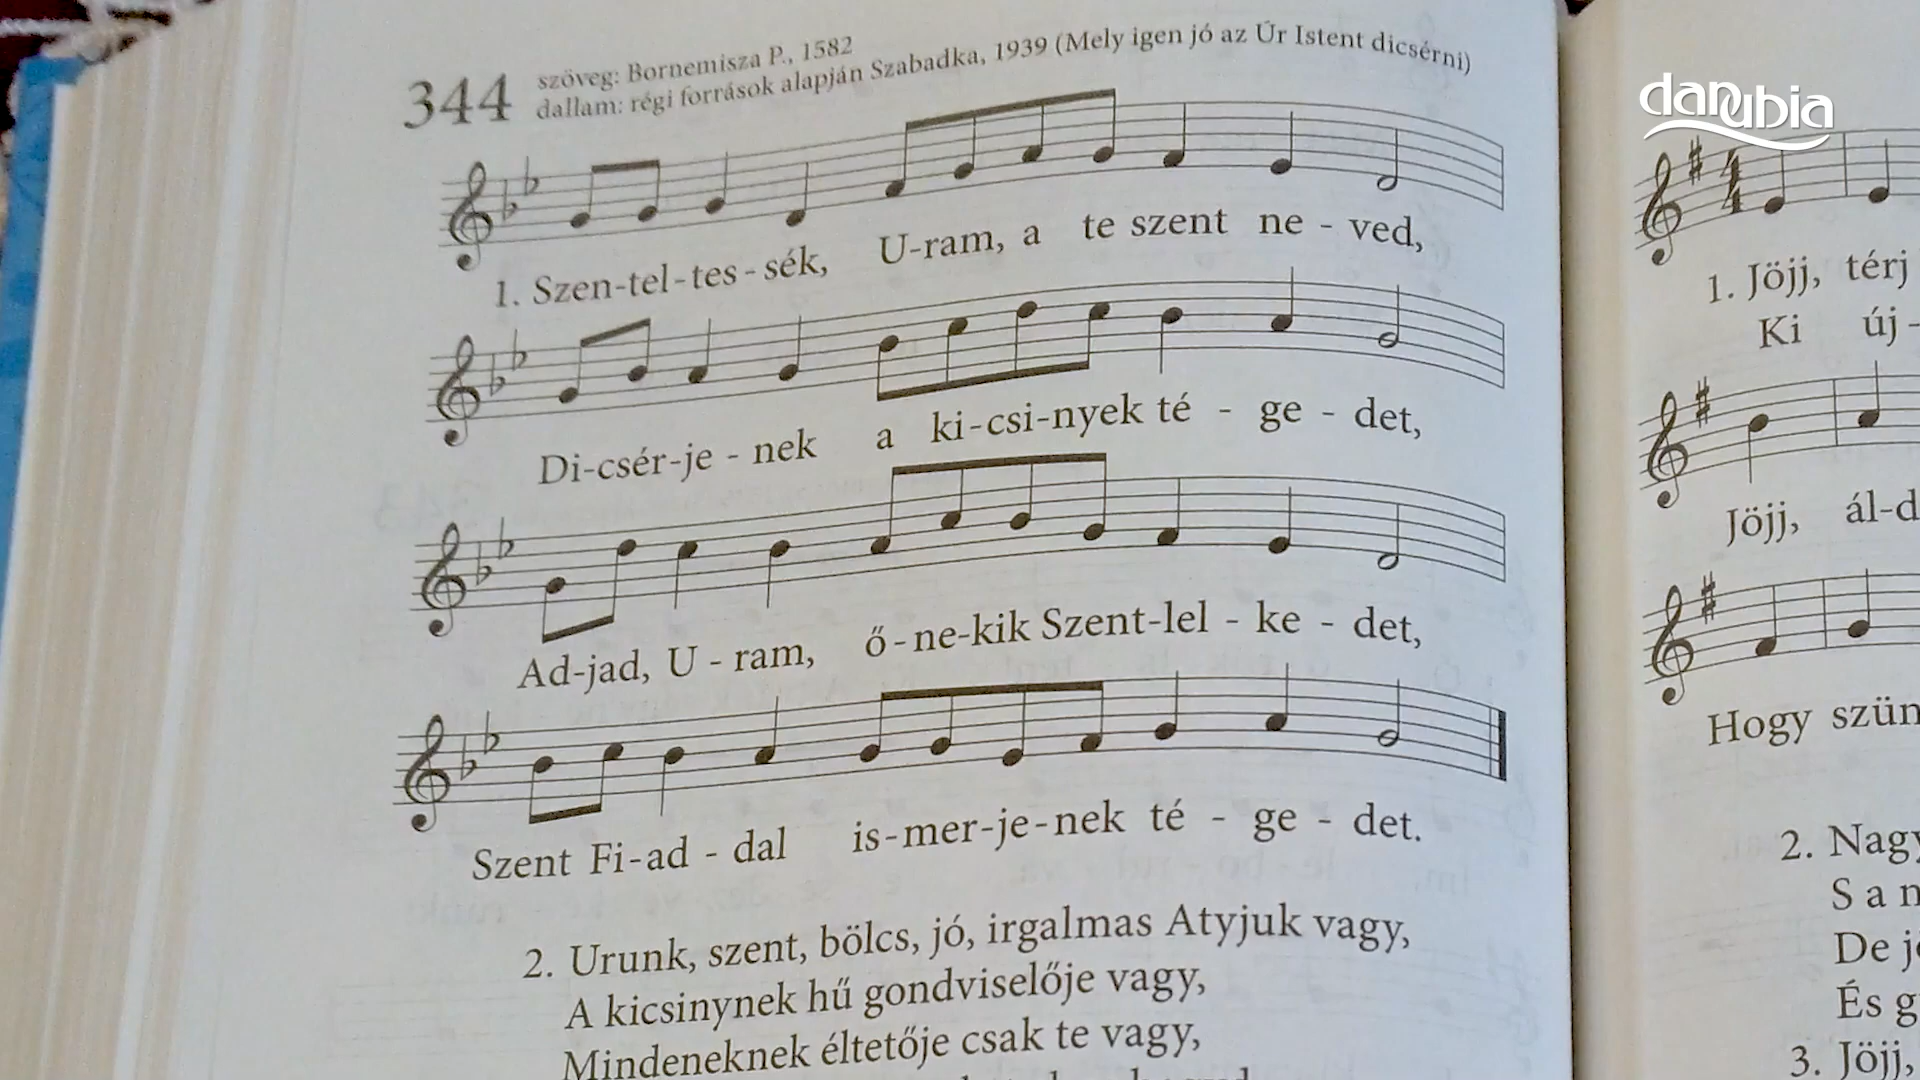 344
szöveg: Bornemisza P., 1582
dallam: régi források alapján Szabadka, 1939 (Mely igen jó az Úr Istent dicsérni)
1. Szen-tel-tes-sék, U-ram, a te szent ne-ved,
Di-csér-je-nek a ki-csi-nyek té-ge-det,
Ad-jad, U-ram, ő-ne-kik Szent-lel-ke-det,
Szent Fi-ad-dal is-mer-je-nek té-ge-det.
2. Urunk, szent, bölcs, jó, irgalmas Atyjuk vagy,
A kicsinynek hű gondviselője vagy,
Mindeneknek éltetője csak te vagy,
danubia
1. Jöjj, térj
Ki új-
Jöjj, ál-d
Hogy szün
2. Nagy
San
De j
És g
3. Jöjj,